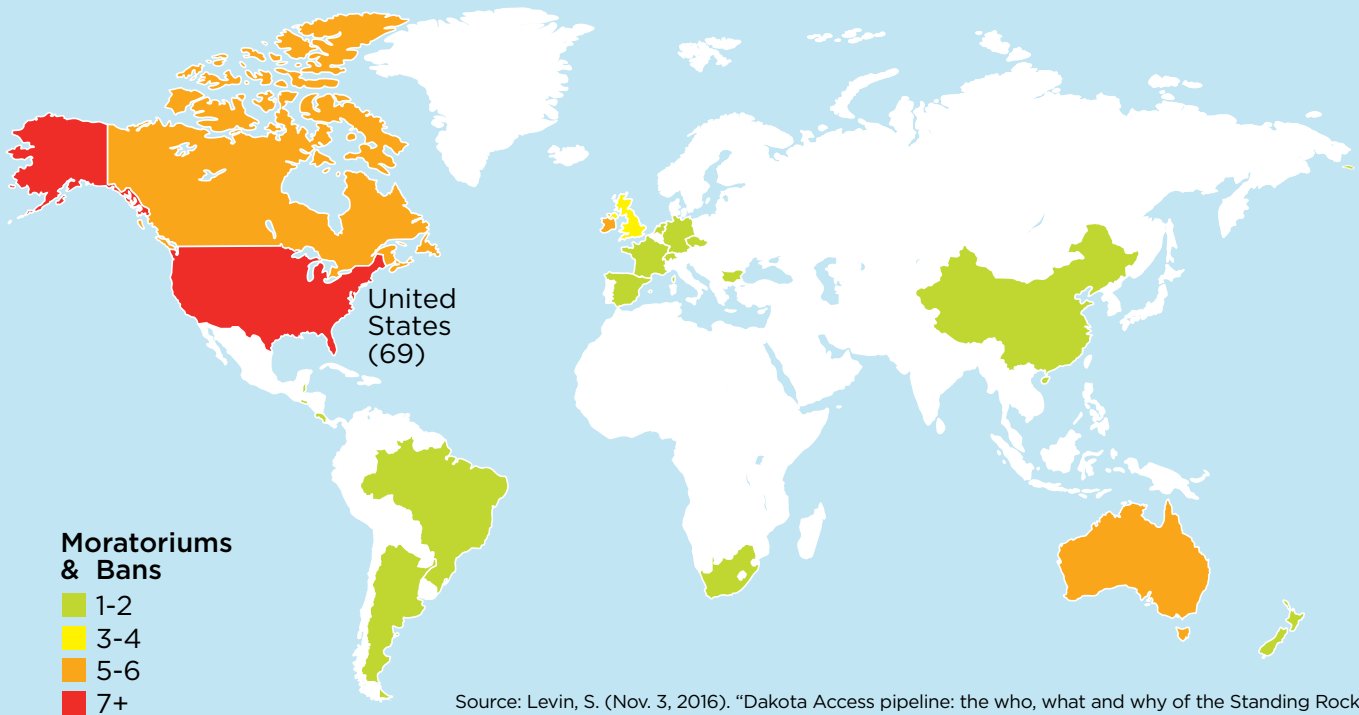 United
States
(69)
Moratoriums
& Bans
1-2
3-4
5-6
7+
Source: Levin, S. (Nov. 3, 2016). “Dakota Access pipeline: the who, what and why of the Standing Rock